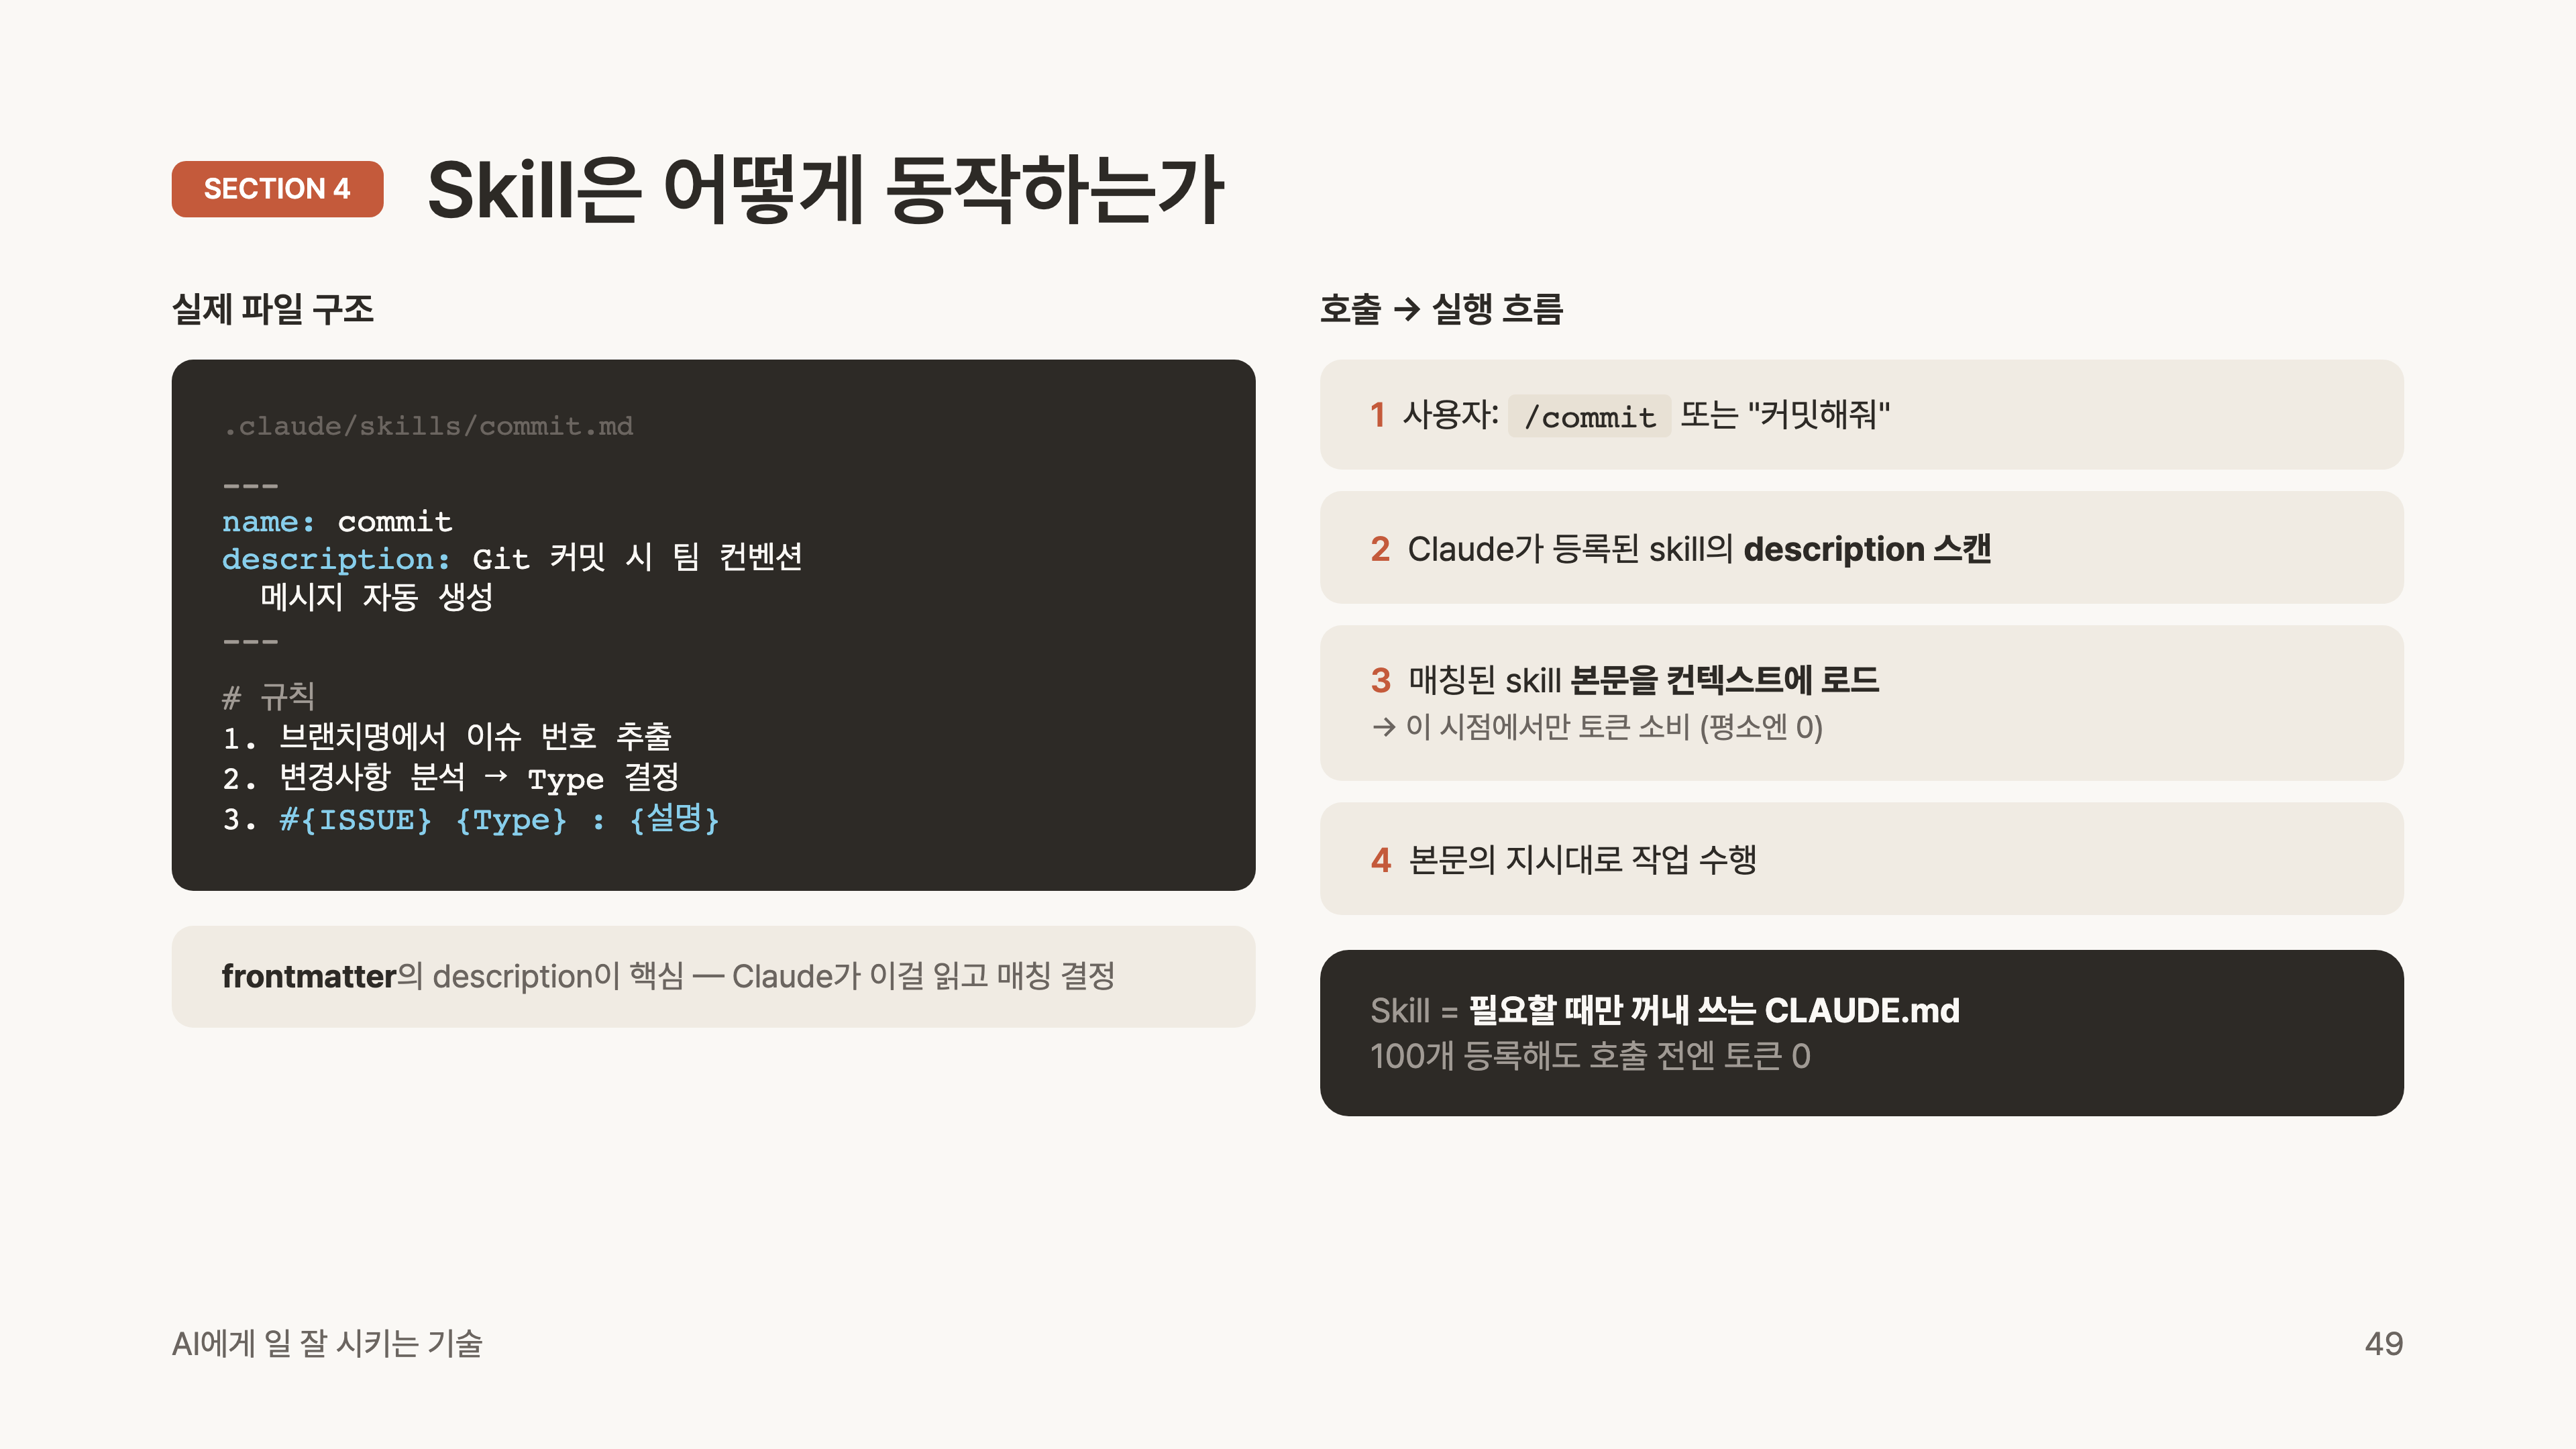 SECTION 4
Skill은 어떻게 동작하는가
실제 파일 구조
.claude/skills/commit.md
---
name: commit
description: Git 커밋 시 팀 컨벤션
메시지 자동 생성
---
# 규칙
1. 브랜치명에서 이슈 번호 추출
2. 변경사항 분석 → Type 결정
3. #{ISSUE} {Type} : {설명}
frontmatter의 description이 핵심 — Claude가 이걸 읽고 매칭 결정
호출 → 실행 흐름
1 사용자: /commit 또는 "커밋해줘"
2 Claude가 등록된 skill의 description 스캔
3 매칭된 skill 본문을 컨텍스트에 로드
→ 이 시점에서만 토큰 소비 (평소엔 0)
4 본문의 지시대로 작업 수행
Skill = 필요할 때만 꺼내 쓰는 CLAUDE.md
100개 등록해도 호출 전엔 토큰 0
AI에게 일 잘 시키는 기술
49